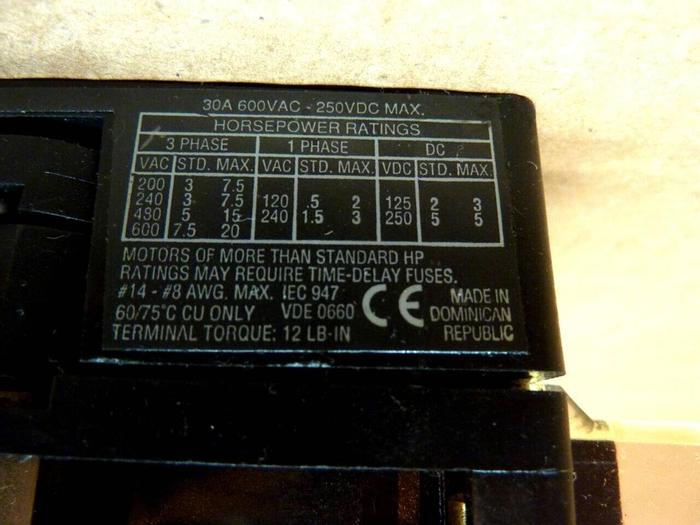 30A 600VAC - 250VDC MAX.
HORSEPOWER RATINGS
3 PHASE 1 PHASE DC
VAC STD. MAX. VAC STD. MAX. VDC STD. MAX.
200 3 7.5
240 3 7.5 120 .5 2 125 2 3
480 5 15 240 1.5 3 250 5 5
600 7.5 20
MOTORS OF MORE THAN STANDARD HP
RATINGS MAY REQUIRE TIME-DELAY FUSES.
#14 - #8 AWG. MAX. IEC 947
60/75°C CU ONLY VDE 0660 CE
TERMINAL TORQUE: 12 LB-IN
MADE IN
DOMINICAN
REPUBLIC